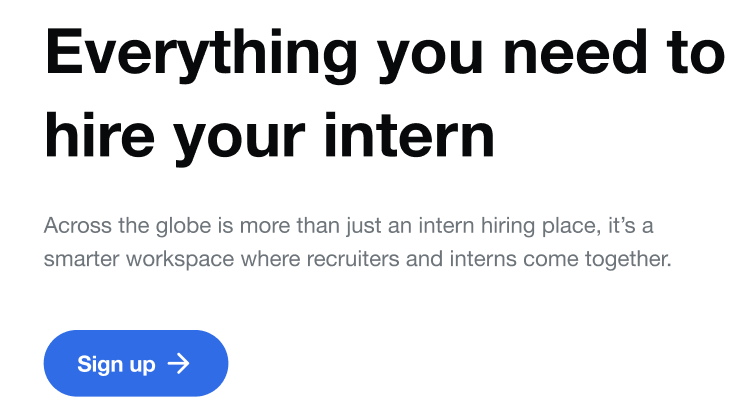 Everything you need to
hire your intern
Across the globe is more than just an intern hiring place, it’s a
smarter workspace where recruiters and interns come together.
Sign up →